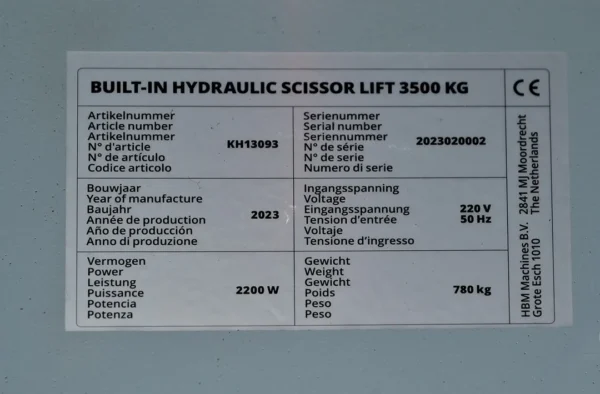 BUILT-IN HYDRAULIC SCISSOR LIFT 3500 KG
CE
Artikelnummer
Article number
Artikelnummer
N° d'article
N° de artículo
Codice articolo
KH13093
Serienummer
Serial number
Seriennummer
N° de série
N° de serie
Numero di serie
2023020002
Bouwjaar
Year of manufacture
Baujahr
Année de production
Año de producción
Anno di produzione
2023
Ingangsspanning
Voltage
Eingangsspannung
Tension d'entrée
Voltaje
Tensione d'ingresso
220 V
50 Hz
Vermogen
Power
Leistung
Puissance
Potencia
Potenza
2200 W
Gewicht
Weight
Gewicht
Poids
Peso
Peso
780 kg
HBM Machines B.V. 2841 MJ Moordrecht
Grote Esch 1010 The Netherlands